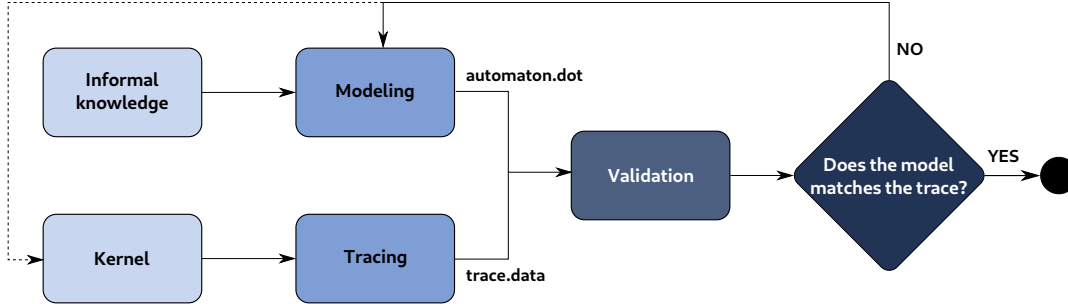 NO
Informal
knowledge
Modeling
automaton.dot
Validation
Does the model
matches the trace?
YES
Kernel
Tracing
trace.data